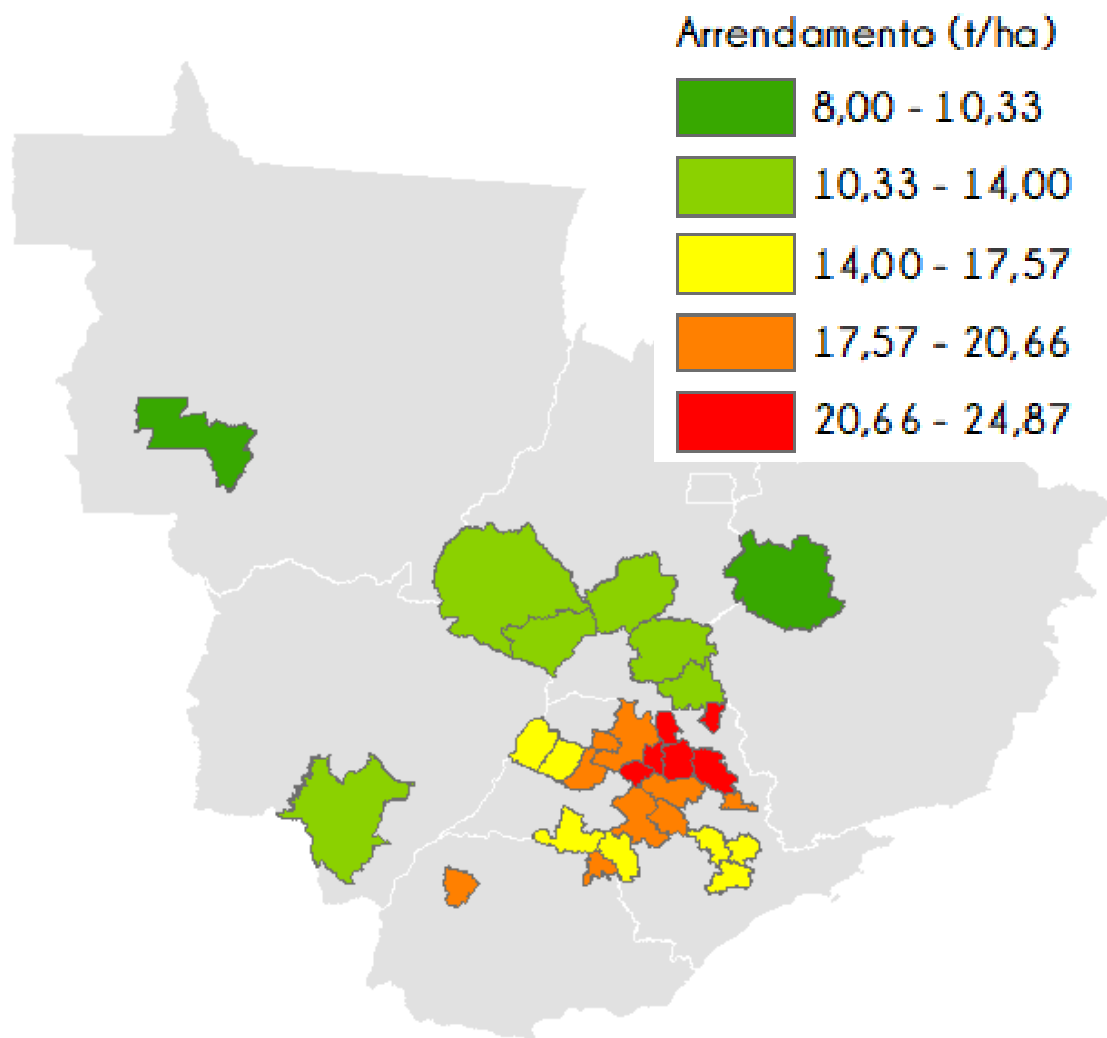 Arrendamento (t/ha)
8,00 - 10,33
10,33 - 14,00
14,00 - 17,57
17,57 - 20,66
20,66 - 24,87